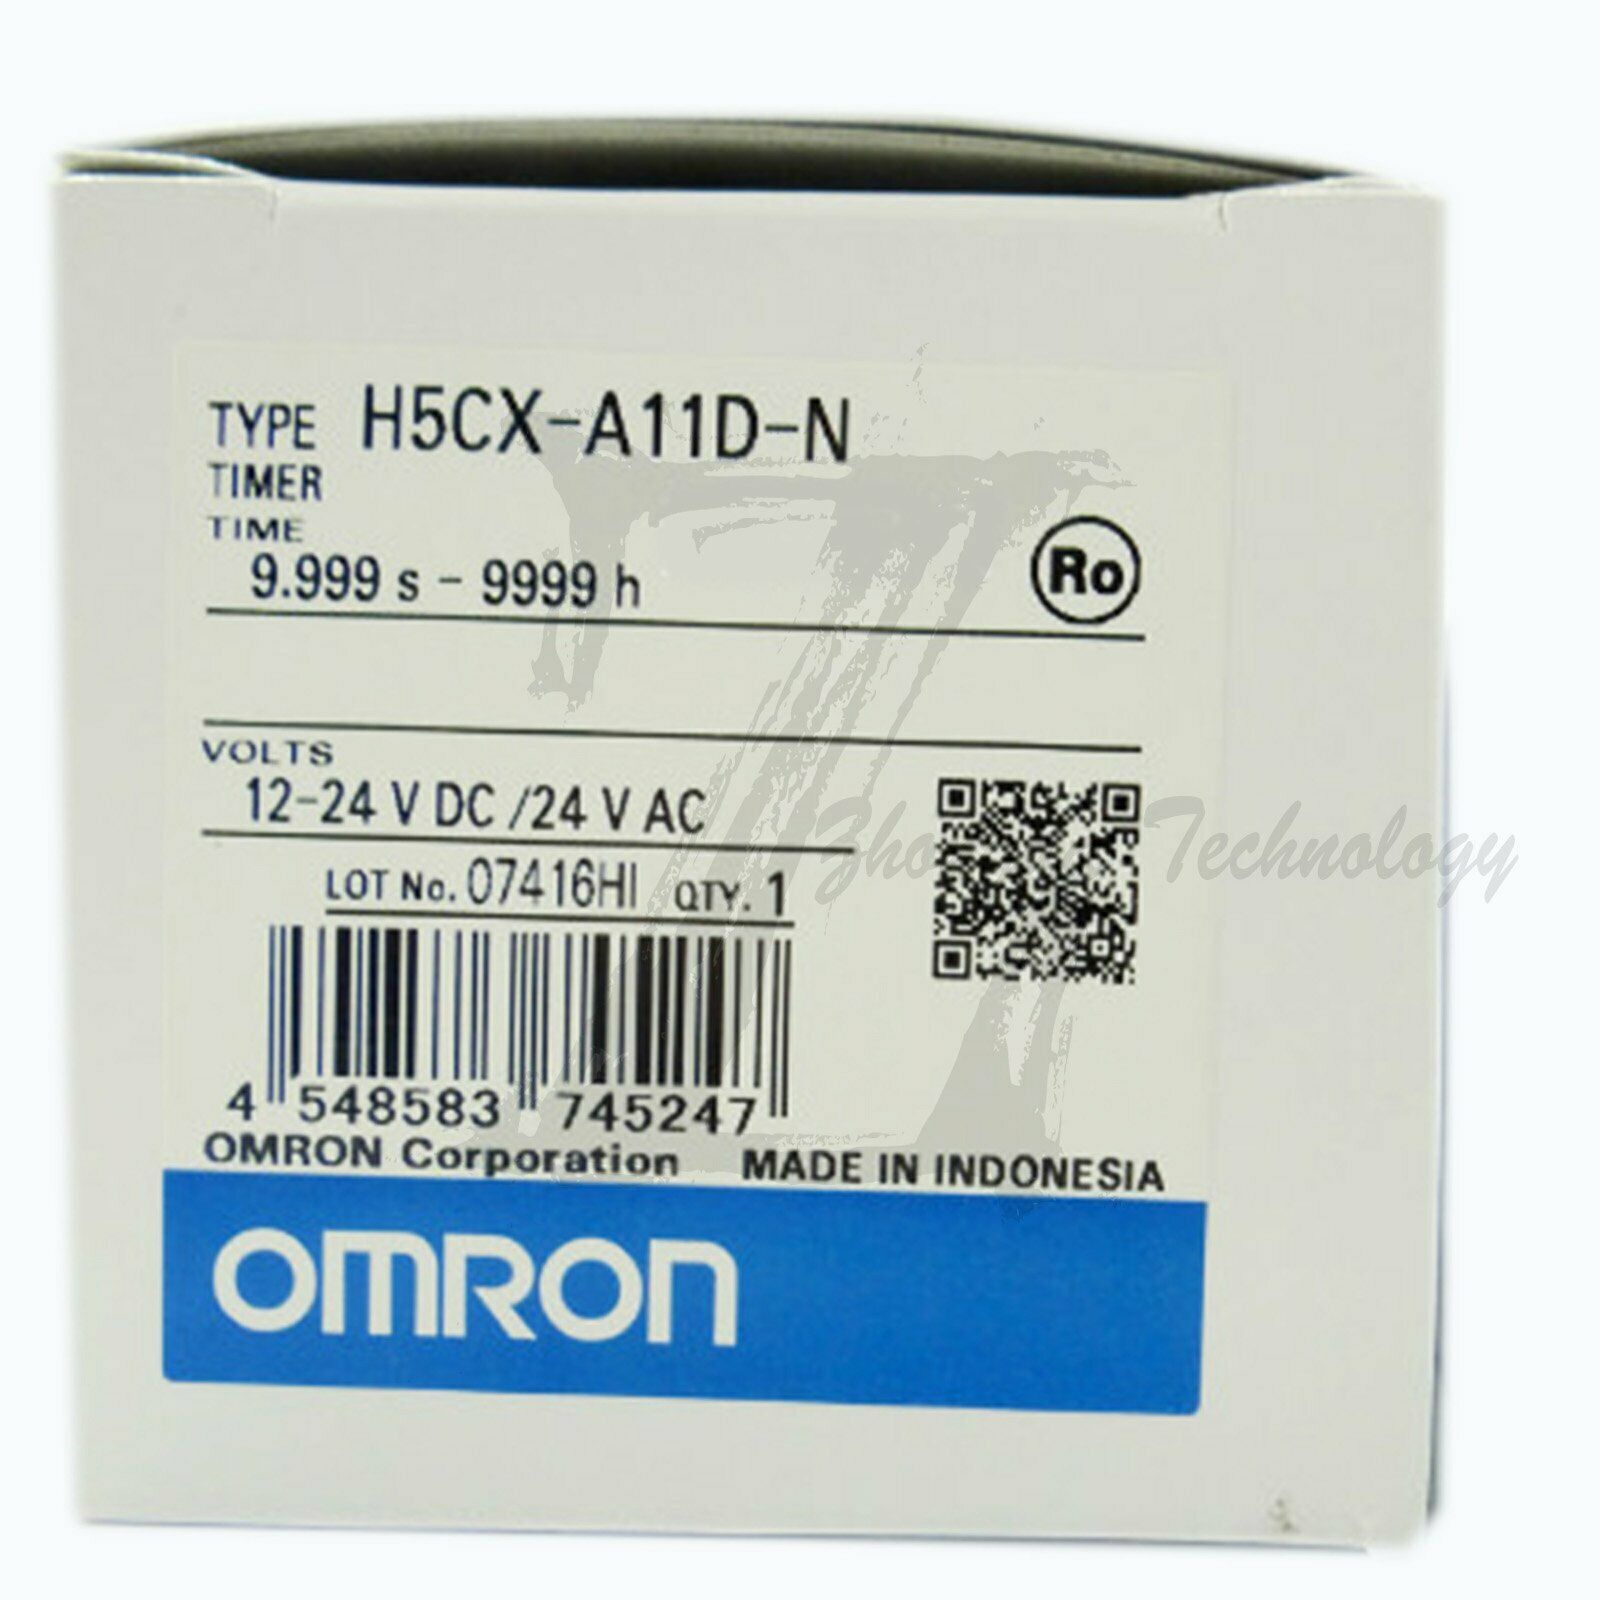 TYPE H5CX-A11D-N
TIMER
TIME
9.999 s - 9999 h
Ro
VOLTS
12-24 V DC /24 V AC
LOT No. 07416HI QTY. 1
4 548583 745247
OMRON Corporation MADE IN INDONESIA
OMRON
Technology